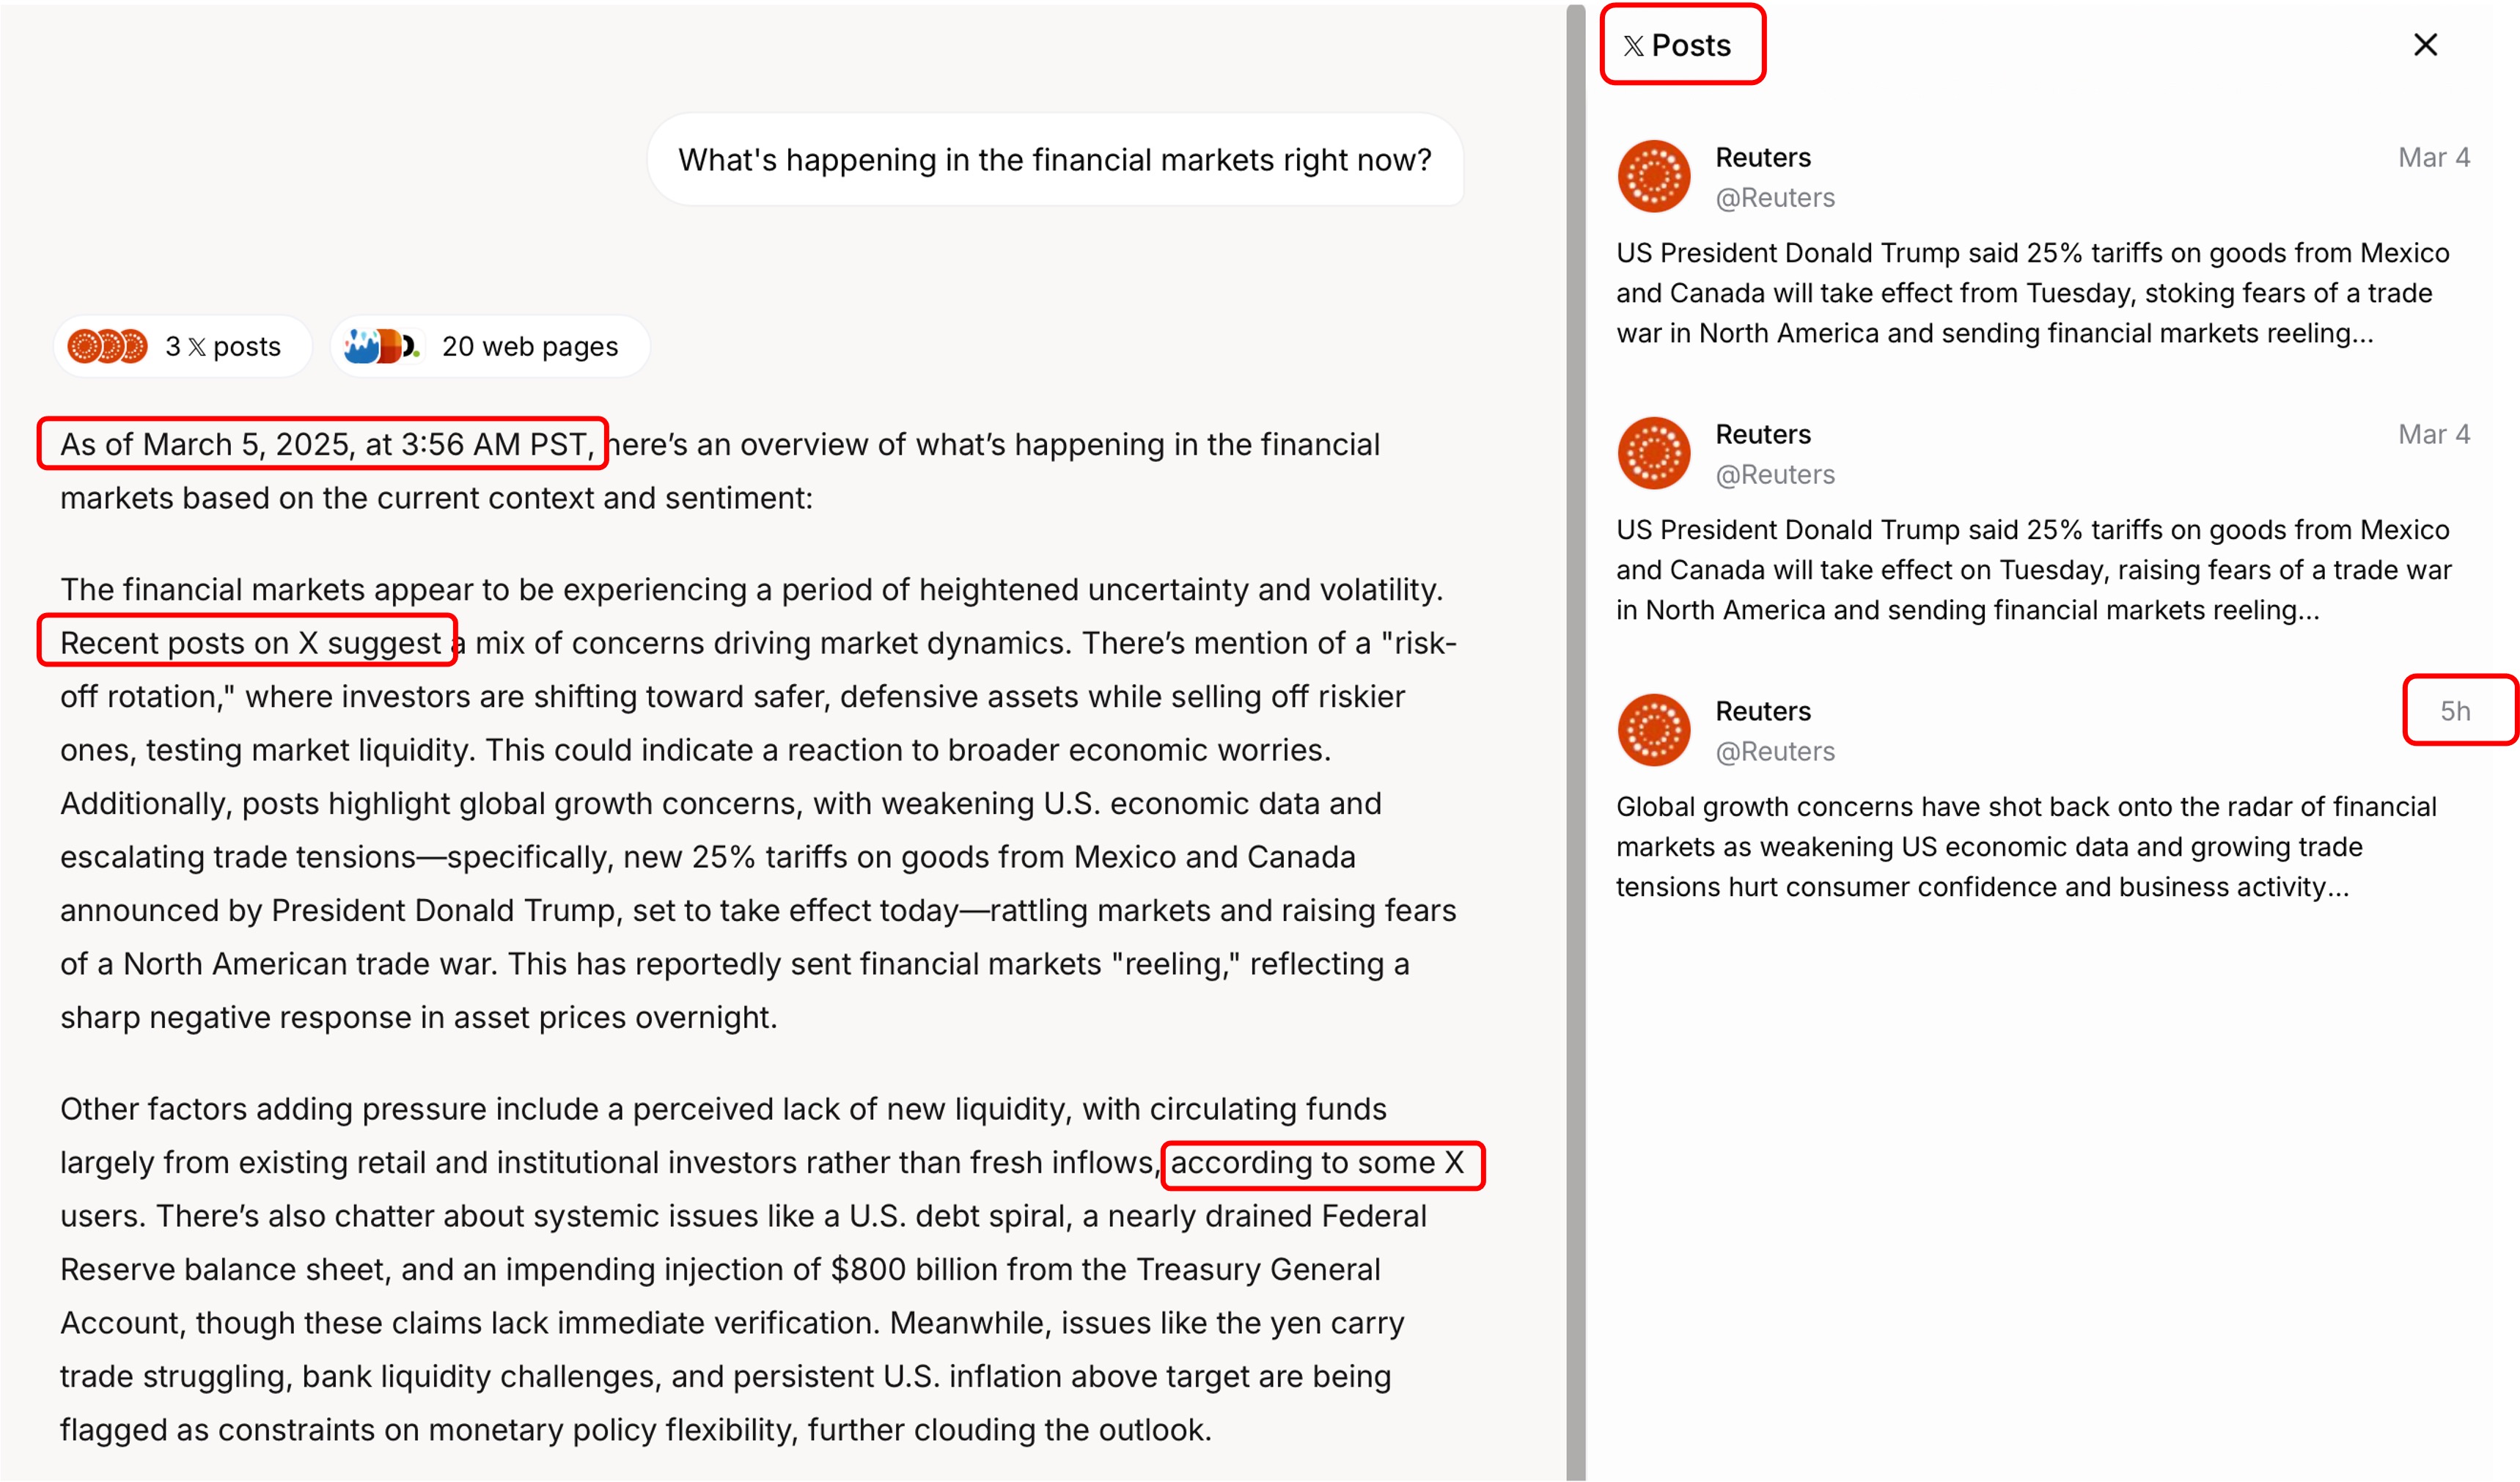 What's happening in the financial markets right now?
3 𝕏 posts
20 web pages
As of March 5, 2025, at 3:56 AM PST, here’s an overview of what’s happening in the financial
markets based on the current context and sentiment:
The financial markets appear to be experiencing a period of heightened uncertainty and volatility.
Recent posts on X suggest a mix of concerns driving market dynamics. There’s mention of a "risk-
off rotation," where investors are shifting toward safer, defensive assets while selling off riskier
ones, testing market liquidity. This could indicate a reaction to broader economic worries.
Additionally, posts highlight global growth concerns, with weakening U.S. economic data and
escalating trade tensions—specifically, new 25% tariffs on goods from Mexico and Canada
announced by President Donald Trump, set to take effect today—rattling markets and raising fears
of a North American trade war. This has reportedly sent financial markets "reeling," reflecting a
sharp negative response in asset prices overnight.
Other factors adding pressure include a perceived lack of new liquidity, with circulating funds
largely from existing retail and institutional investors rather than fresh inflows, according to some X
users. There’s also chatter about systemic issues like a U.S. debt spiral, a nearly drained Federal
Reserve balance sheet, and an impending injection of $800 billion from the Treasury General
Account, though these claims lack immediate verification. Meanwhile, issues like the yen carry
trade struggling, bank liquidity challenges, and persistent U.S. inflation above target are being
flagged as constraints on monetary policy flexibility, further clouding the outlook.
𝕏 Posts
Reuters
Mar 4
@Reuters
US President Donald Trump said 25% tariffs on goods from Mexico
and Canada will take effect from Tuesday, stoking fears of a trade
war in North America and sending financial markets reeling...
Reuters
Mar 4
@Reuters
US President Donald Trump said 25% tariffs on goods from Mexico
and Canada will take effect on Tuesday, raising fears of a trade war
in North America and sending financial markets reeling...
Reuters
5h
@Reuters
Global growth concerns have shot back onto the radar of financial
markets as weakening US economic data and growing trade
tensions hurt consumer confidence and business activity...